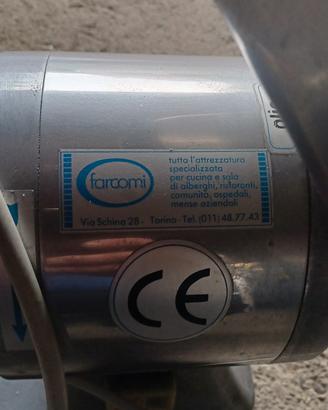 farcomi
tutta l'attrezzatura
specializzata
per cucina e sala
di alberghi, ristoranti,
comunità, ospedali,
mense aziendali
Via Schina 28 - Torino - Tel. (011) 48.77.43
CE